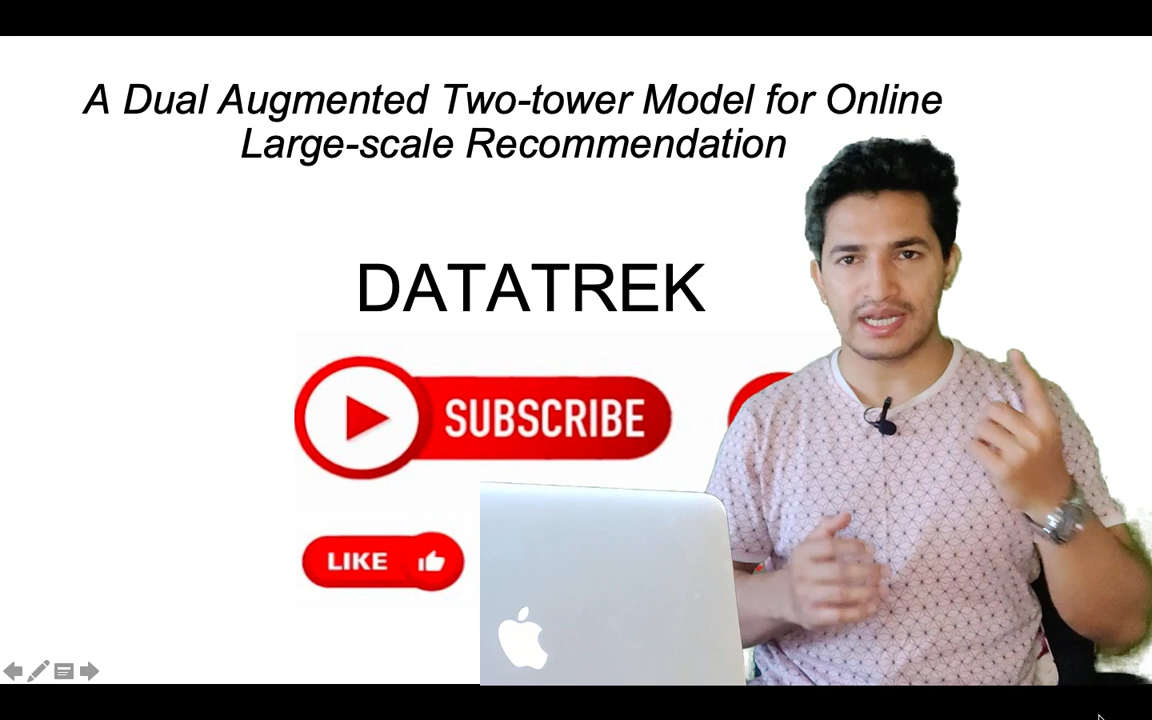 A Dual Augmented Two-tower Model for Online
Large-scale Recommendation
DATATREK
SUBSCRIBE
LIKE